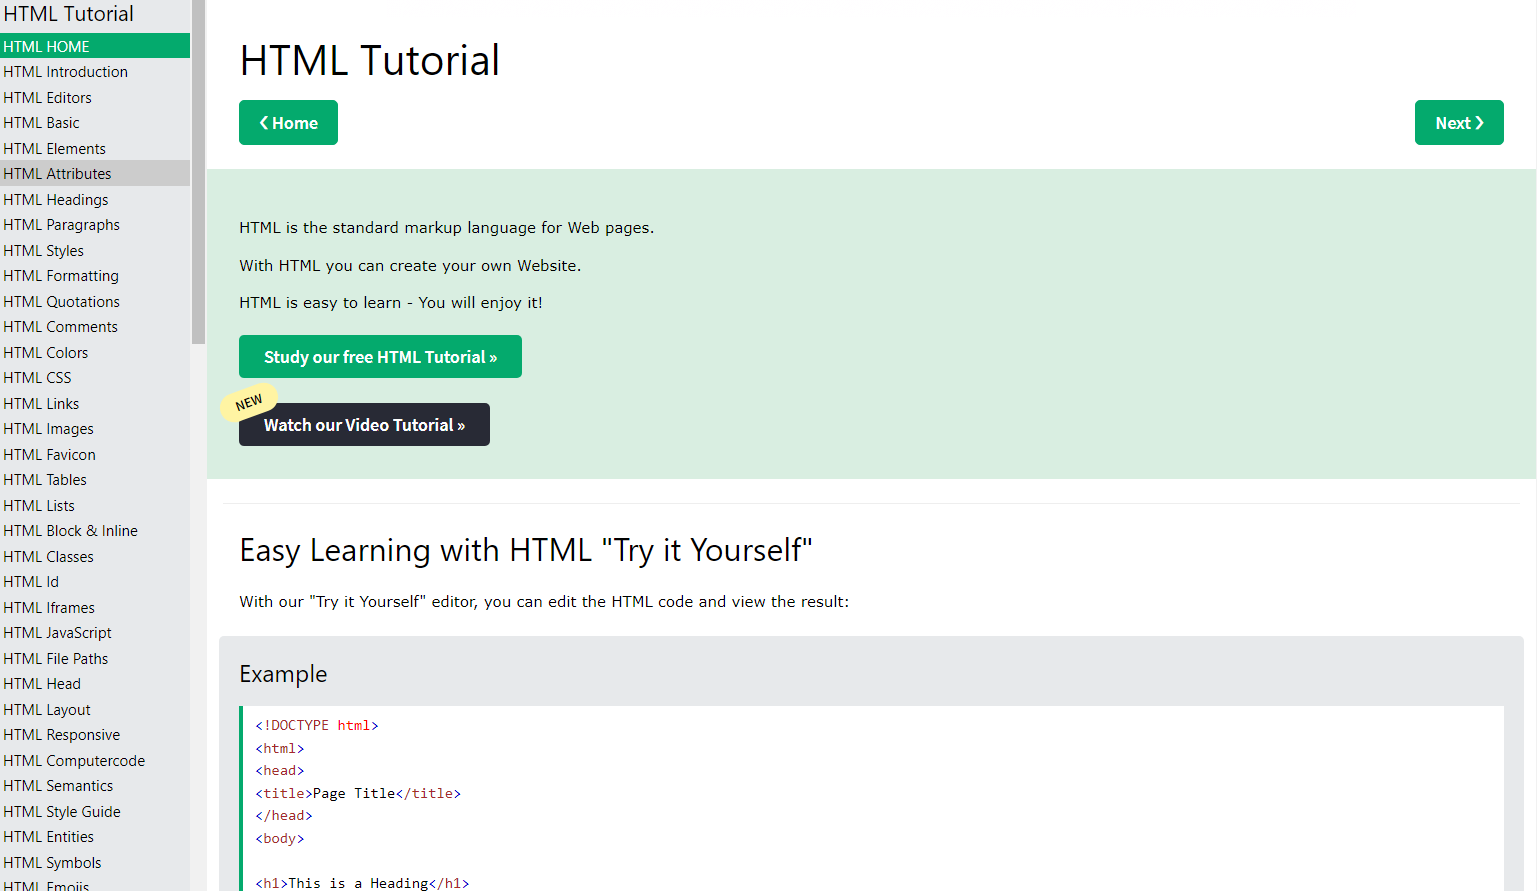 HTML Tutorial
HTML HOME
HTML Introduction
HTML Editors
HTML Basic
HTML Elements
HTML Attributes
HTML Headings
HTML Paragraphs
HTML Styles
HTML Formatting
HTML Quotations
HTML Comments
HTML Colors
HTML CSS
HTML Links
HTML Images
HTML Favicon
HTML Tables
HTML Lists
HTML Block & Inline
HTML Classes
HTML Id
HTML Iframes
HTML JavaScript
HTML File Paths
HTML Head
HTML Layout
HTML Responsive
HTML Computercode
HTML Semantics
HTML Style Guide
HTML Entities
HTML Symbols
HTML Emojis
HTML Tutorial
❮ Home
Next ❯
HTML is the standard markup language for Web pages.
With HTML you can create your own Website.
HTML is easy to learn - You will enjoy it!
Study our free HTML Tutorial »
NEW
Watch our Video Tutorial »
Easy Learning with HTML "Try it Yourself"
With our "Try it Yourself" editor, you can edit the HTML code and view the result:
Example
<!DOCTYPE html>
<html>
<head>
<title>Page Title</title>
</head>
<body>
<h1>This is a Heading</h1>